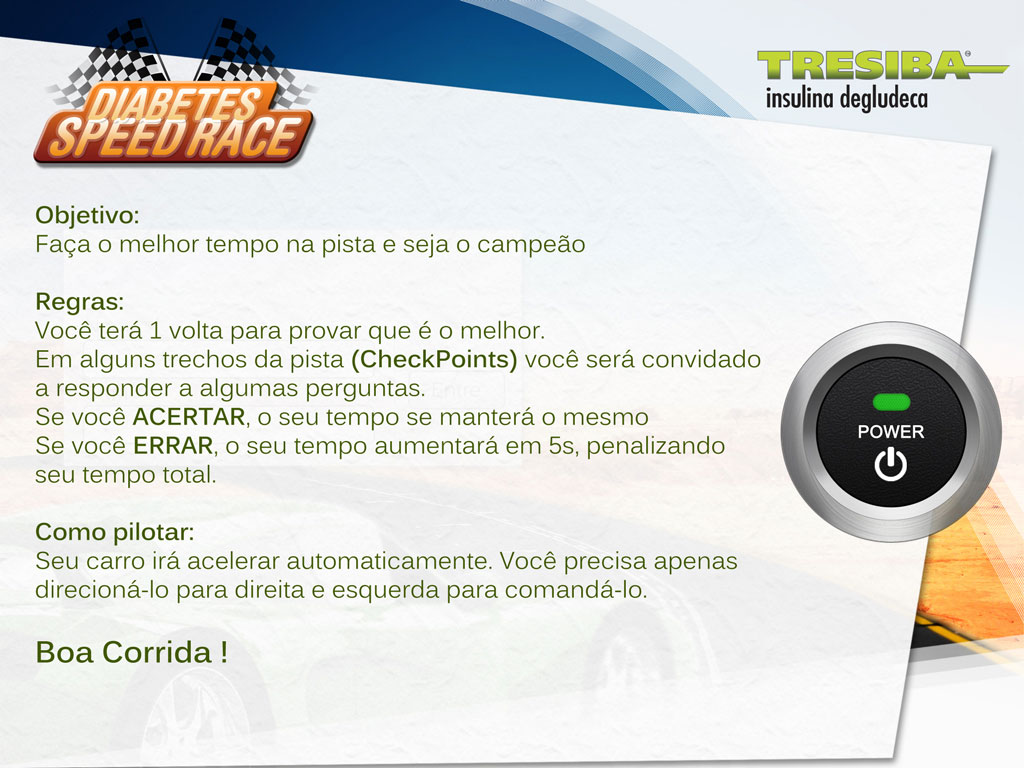 DIABETES
SPEED RACE
TRESIBA®
insulina degludeca
Objetivo:
Faça o melhor tempo na pista e seja o campeão
Regras:
Você terá 1 volta para provar que é o melhor.
Em alguns trechos da pista (CheckPoints) você será convidado
a responder a algumas perguntas.
Entre
Se você ACERTAR, o seu tempo se manterá o mesmo
Se você ERRAR, o seu tempo aumentará em 5s, penalizando
seu tempo total.
POWER
Como pilotar:
Seu carro irá acelerar automaticamente. Você precisa apenas
direcioná-lo para direita e esquerda para comandá-lo.
Boa Corrida !